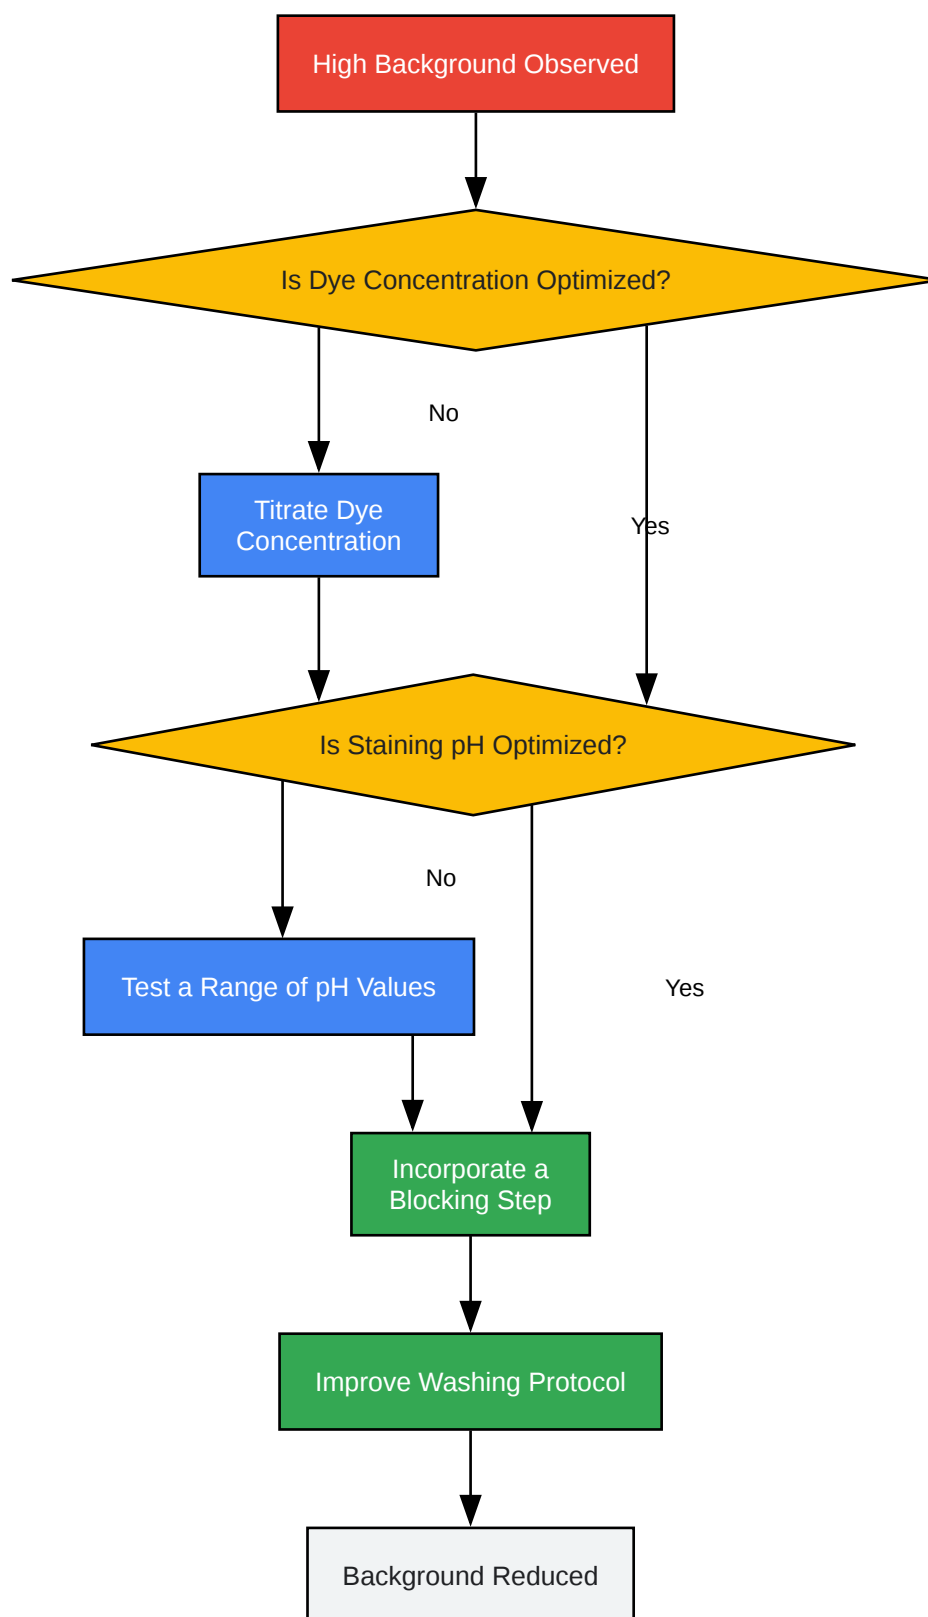 High Background Observed
Is Dye Concentration Optimized?
No
Titrate Dye
Concentration
Yes
Is Staining pH Optimized?
No
Test a Range of pH Values
Yes
Incorporate a
Blocking Step
Improve Washing Protocol
Background Reduced